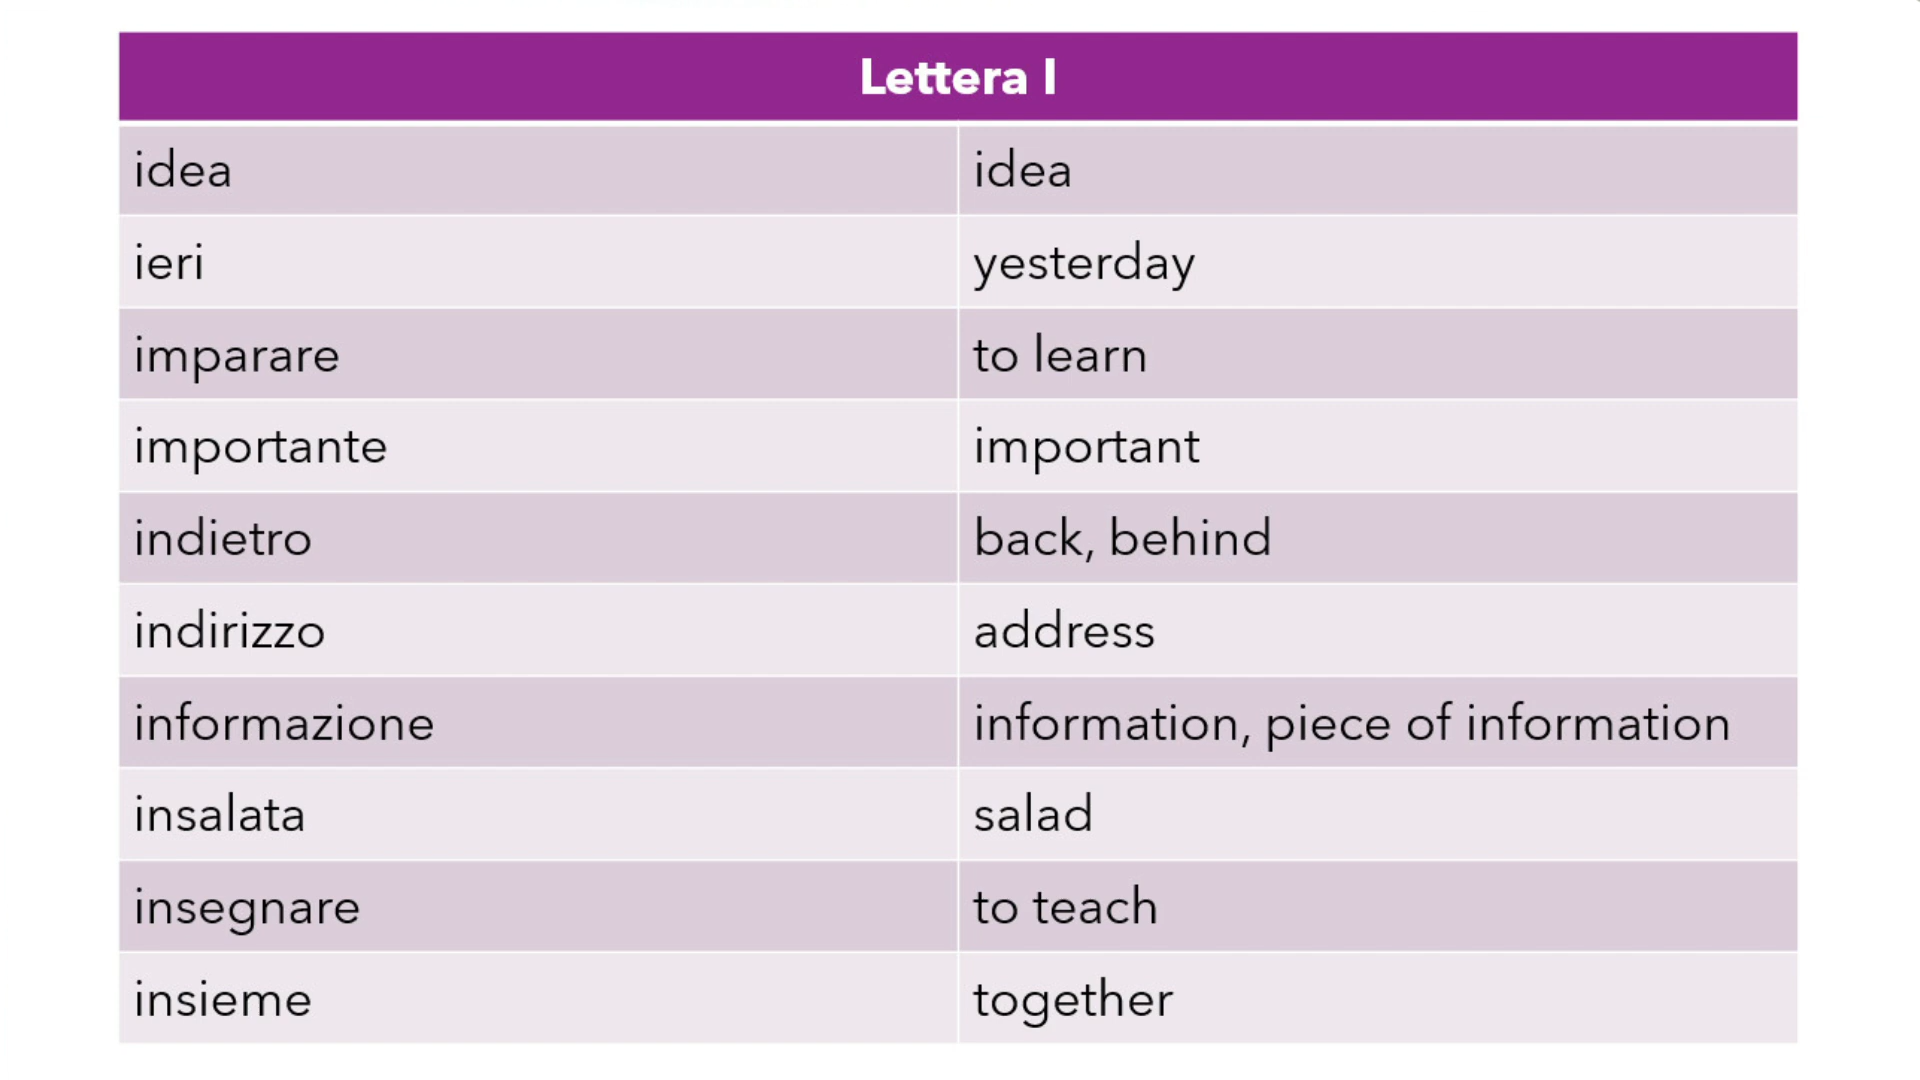 Lettera I
idea idea
ieri yesterday
imparare to learn
importante important
indietro back, behind
indirizzo address
informazione information, piece of information
insalata salad
insegnare to teach
insieme together